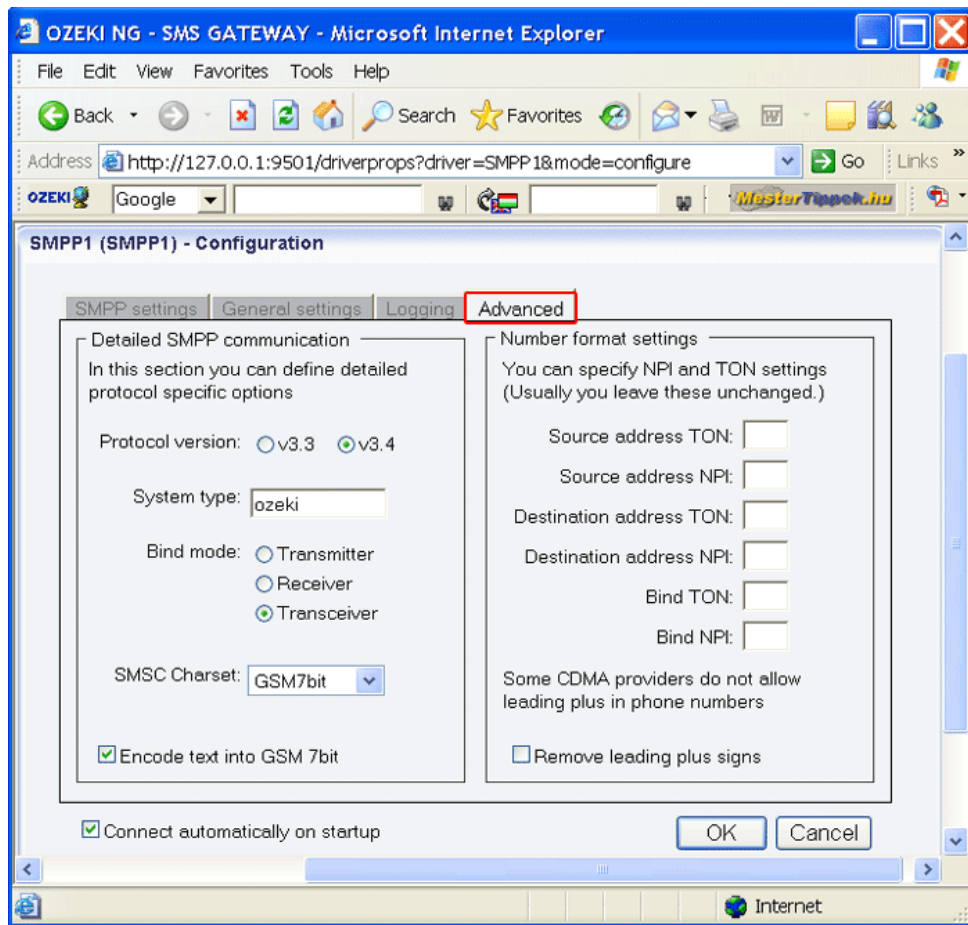 OZEKI NG - SMS GATEWAY - Microsoft Internet Explorer
File Edit View Favorites Tools Help
Back Search Favorites
Address http://127.0.0.1:9501/driverprops?driver=SMPP1&mode=configure Go Links »
OZEKI Google MesterTippek.hu
SMPP1 (SMPP1) - Configuration
SMPP settings General settings Logging Advanced
Detailed SMPP communication
In this section you can define detailed
protocol specific options
Protocol version: v3.3 v3.4
System type: ozeki
Bind mode: Transmitter
Receiver
Transceiver
SMSC Charset: GSM7bit
Encode text into GSM 7bit
Number format settings
You can specify NPI and TON settings
(Usually you leave these unchanged.)
Source address TON:
Source address NPI:
Destination address TON:
Destination address NPI:
Bind TON:
Bind NPI:
Some CDMA providers do not allow
leading plus in phone numbers
Remove leading plus signs
Connect automatically on startup
OK Cancel
Internet